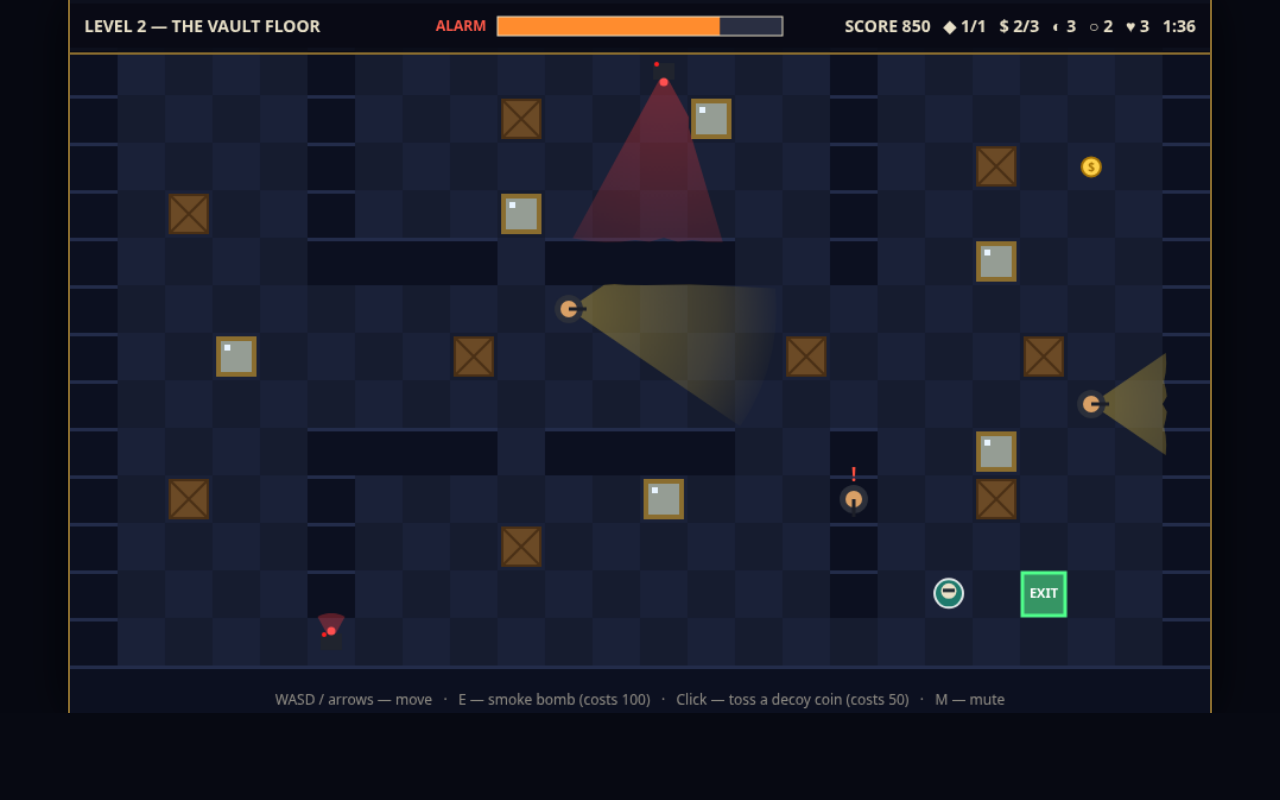 LEVEL 2 — THE VAULT FLOOR
ALARM
SCORE 850 ◆ 1/1 $ 2/3 ◖ 3 ○ 2 ♥ 3 1:36
$
!
EXIT
WASD / arrows — move · E — smoke bomb (costs 100) · Click — toss a decoy coin (costs 50) · M — mute